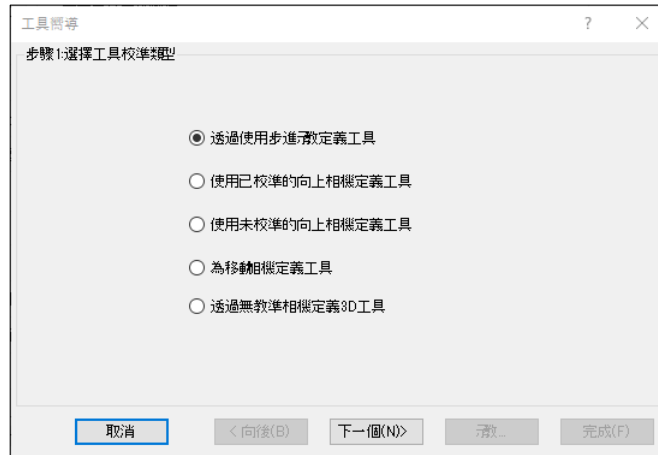 工具嚮導
步驟1:選擇工具校準類型
透過使用步進示教定義工具
使用已校準的向上相機定義工具
使用未校準的向上相機定義工具
為移動相機定義工具
透過無教準相機定義3D工具
取消
< 向後(B)
下一個(N)>
示教...
完成(F)